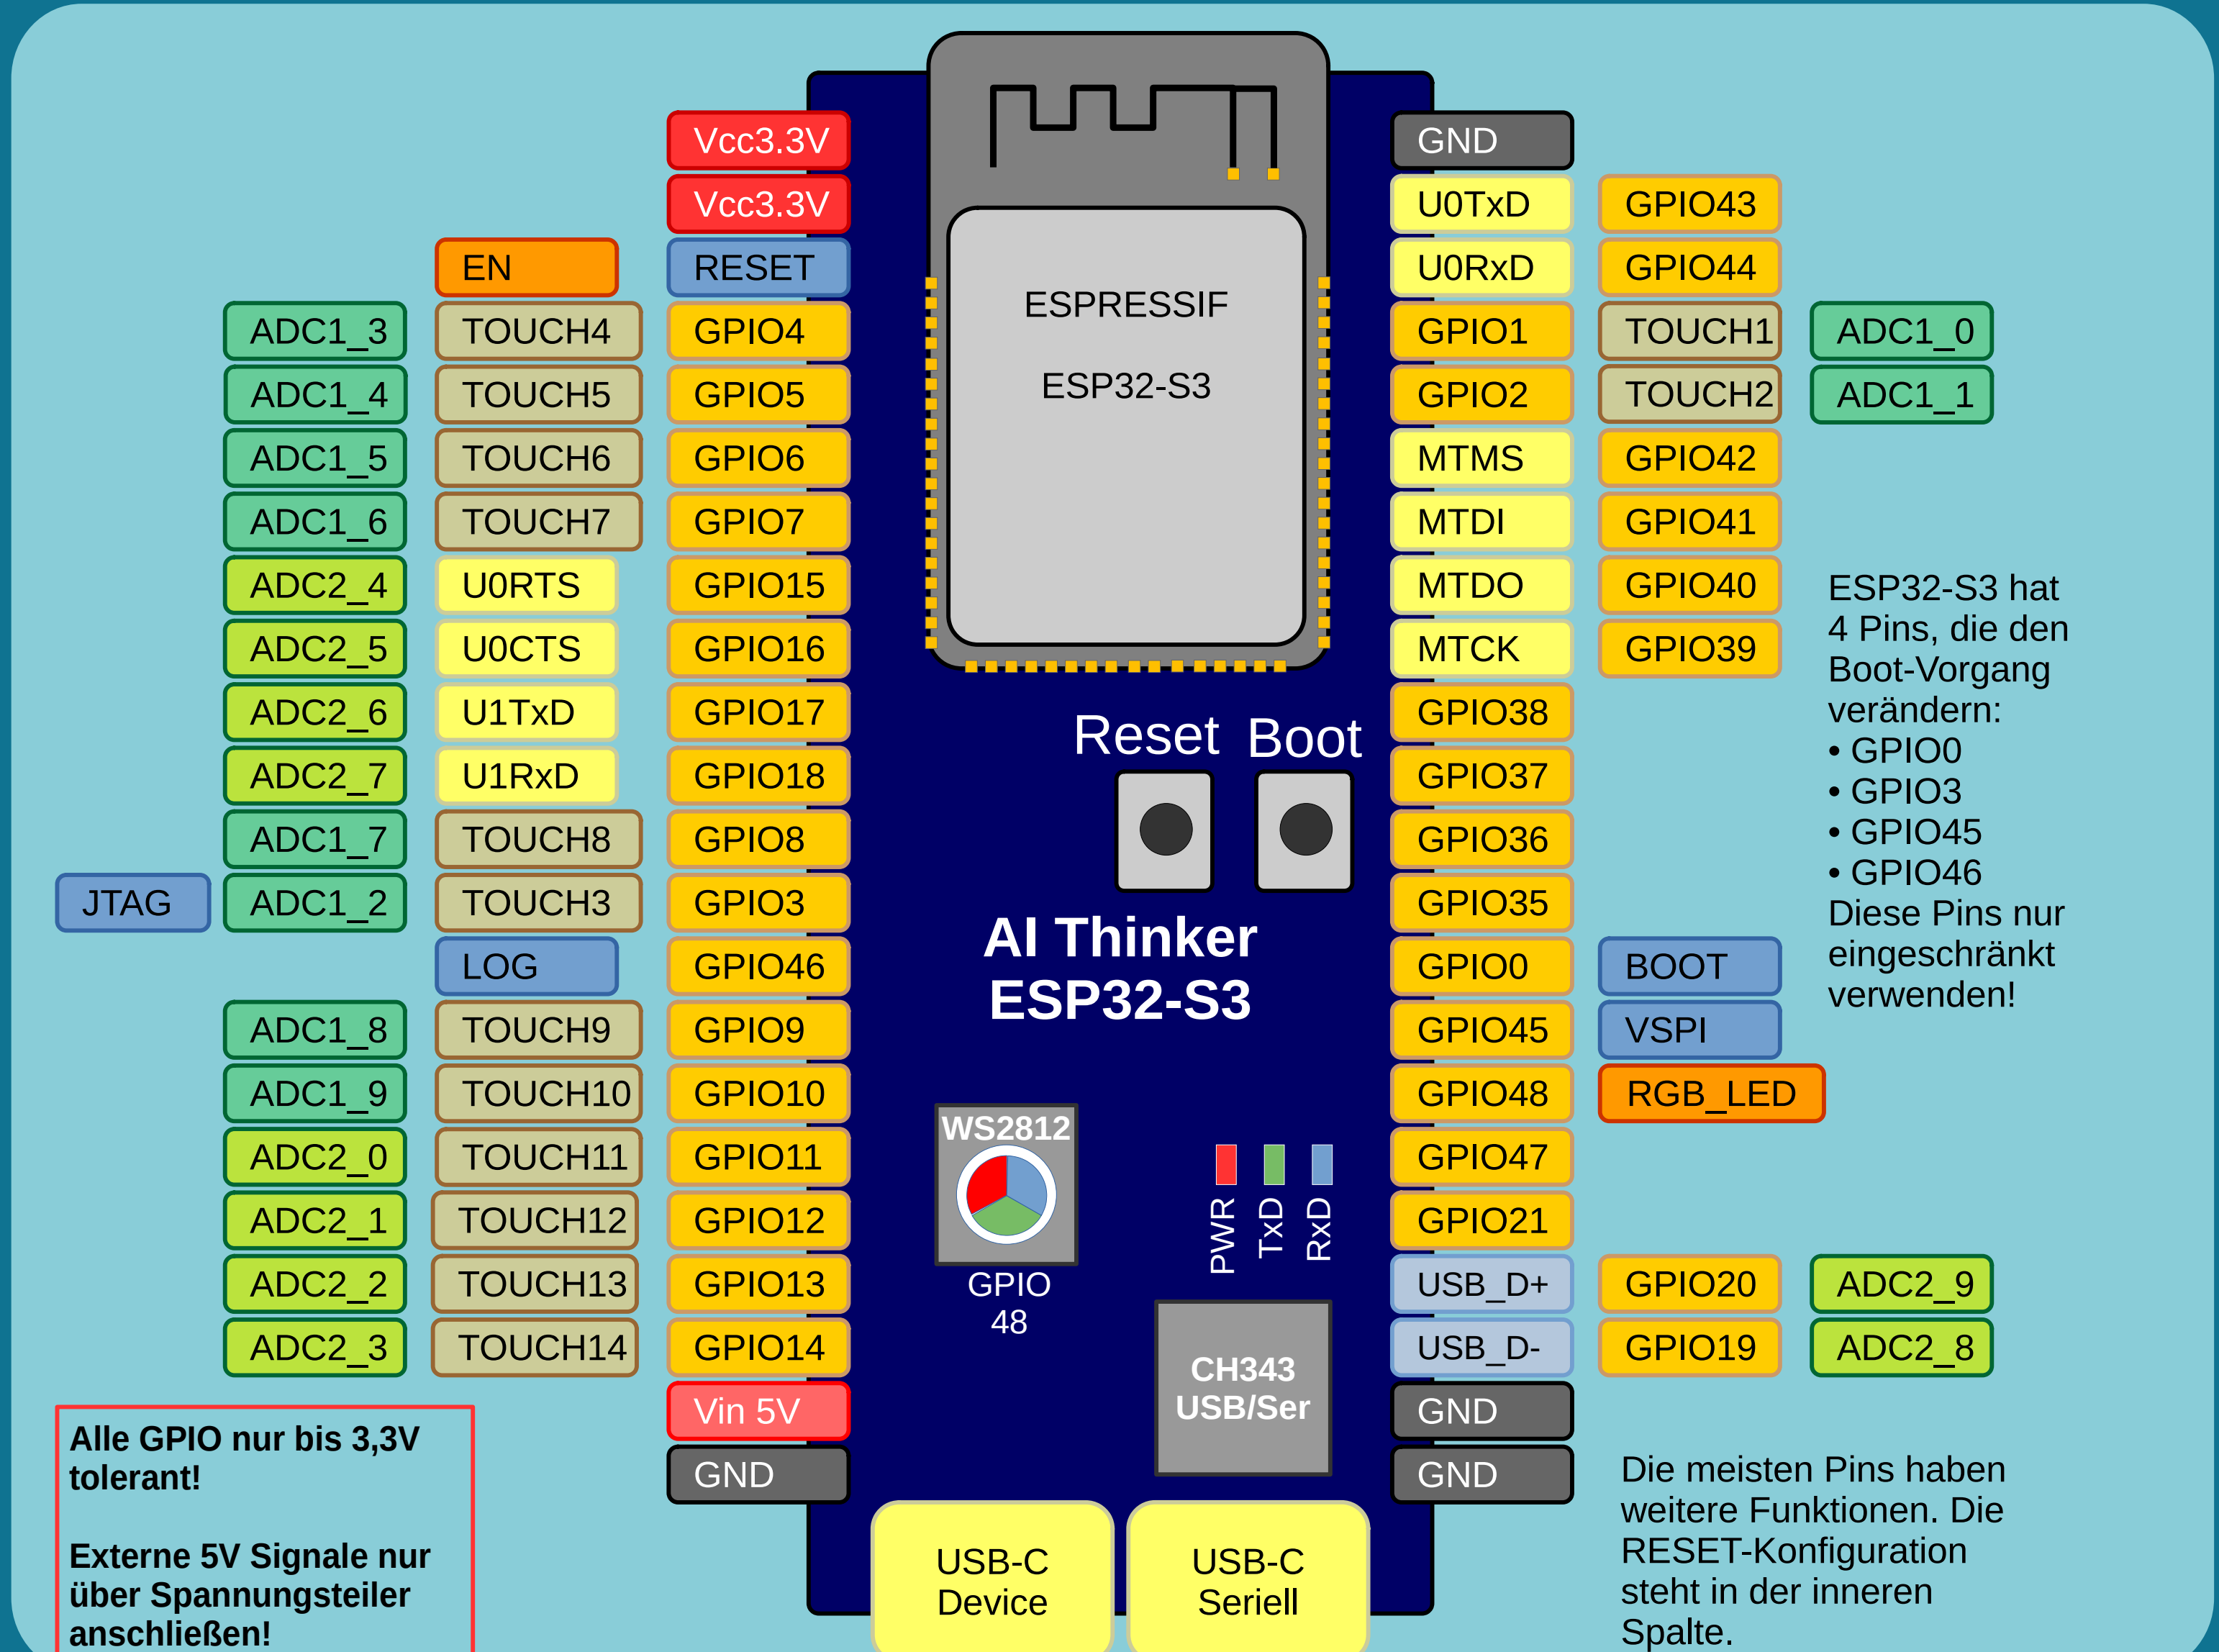 Vcc3.3V
GND
Vcc3.3V
U0TxD GPIO43
EN RESET
U0RxD GPIO44
ADC1_3 TOUCH4 GPIO4
GPIO1 TOUCH1 ADC1_0
ADC1_4 TOUCH5 GPIO5
GPIO2 TOUCH2 ADC1_1
ADC1_5 TOUCH6 GPIO6
MTMS GPIO42
ADC1_6 TOUCH7 GPIO7
MTDI GPIO41
ADC2_4 U0RTS GPIO15
MTDO GPIO40
ADC2_5 U0CTS GPIO16
MTCK GPIO39
ADC2_6 U1TxD GPIO17
GPIO38
ADC2_7 U1RxD GPIO18
GPIO37
ADC1_7 TOUCH8 GPIO8
GPIO36
JTAG ADC1_2 TOUCH3 GPIO3
GPIO35
LOG GPIO46
GPIO0 BOOT
ADC1_8 TOUCH9 GPIO9
GPIO45 VSPI
ADC1_9 TOUCH10 GPIO10
GPIO48 RGB_LED
ADC2_0 TOUCH11 GPIO11
GPIO47
ADC2_1 TOUCH12 GPIO12
GPIO21
ADC2_2 TOUCH13 GPIO13
USB_D+ GPIO20 ADC2_9
ADC2_3 TOUCH14 GPIO14
USB_D- GPIO19 ADC2_8
Vin 5V
GND
GND
GND
ESPRESSIF
ESP32-S3
Reset Boot
AI Thinker
ESP32-S3
WS2812
GPIO
48
PWR
TxD
RxD
CH343
USB/Ser
USB-C
Device
USB-C
Seriell
ESP32-S3 hat
4 Pins, die den
Boot-Vorgang
verändern:
• GPIO0
• GPIO3
• GPIO45
• GPIO46
Diese Pins nur
eingeschränkt
verwenden!
Alle GPIO nur bis 3,3V
tolerant!
Externe 5V Signale nur
über Spannungsteiler
anschließen!
Die meisten Pins haben
weitere Funktionen. Die
RESET-Konfiguration
steht in der inneren
Spalte.